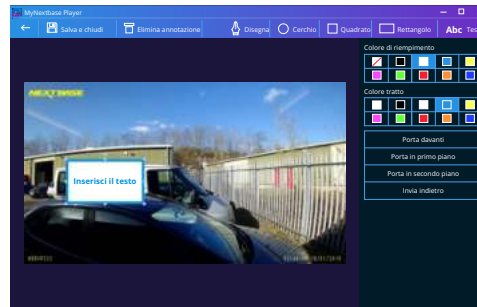 MyNextbase Player
Salva e chiudi
Elimina annotazione
Disegna
Cerchio
Quadrato
Rettangolo
Abc Tes
Colore di riempimento
Colore tratto
Porta davanti
Porta in primo piano
Porta in secondo piano
Invia indietro
NEXTBASE
Inserisci il testo